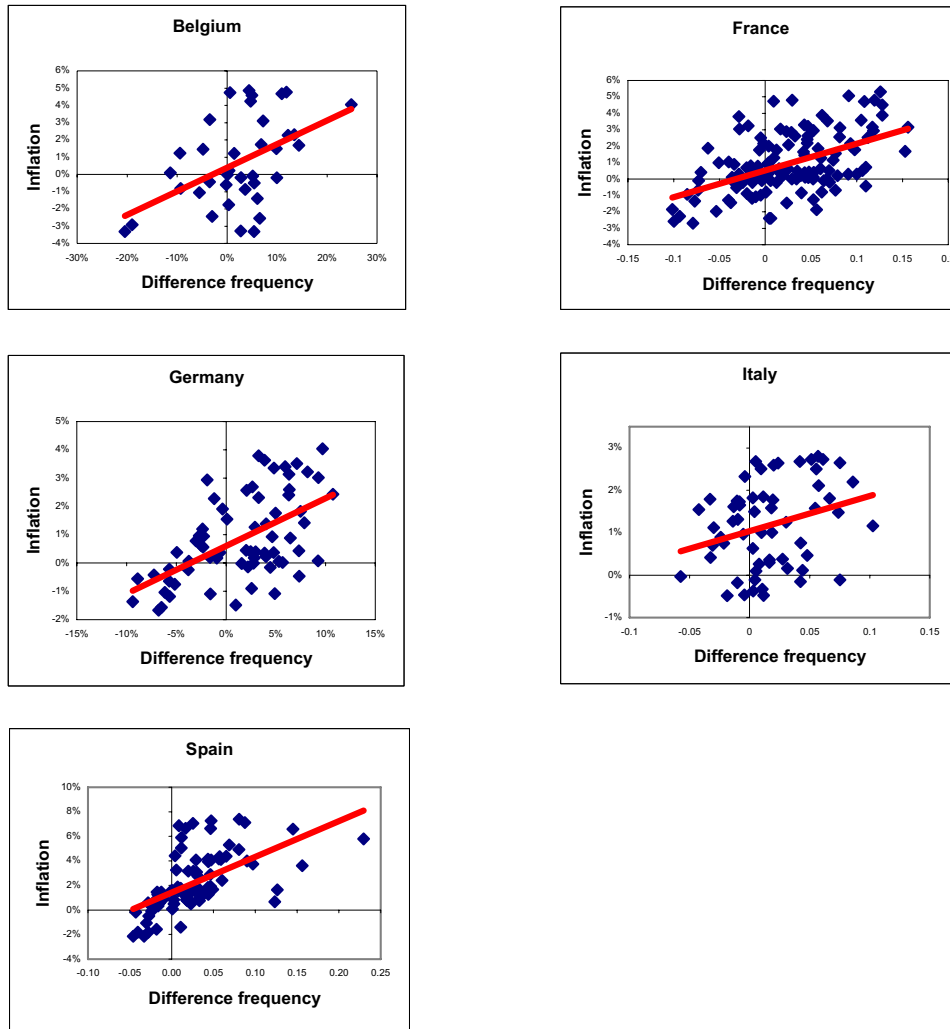 Belgium
6%
5%
4%
3%
2%
1%
0%
-1%
-2%
-3%
-4%
-30% -20% -10% 0% 10% 20% 30%
Inflation
Difference frequency
France
6%
5%
4%
3%
2%
1%
0%
-1%
-2%
-3%
-4%
-0.15 -0.1 -0.05 0 0.05 0.1 0.15
Inflation
Difference frequency
Germany
5%
4%
3%
2%
1%
0%
-1%
-2%
-15% -10% -5% 0% 5% 10% 15%
Inflation
Difference frequency
Italy
3%
2%
1%
0%
-1%
-0.1 -0.05 0 0.05 0.1 0.15
Inflation
Difference frequency
Spain
10%
8%
6%
4%
2%
0%
-2%
-4%
-0.10 -0.05 0.00 0.05 0.10 0.15 0.20 0.25
Inflation
Difference frequency